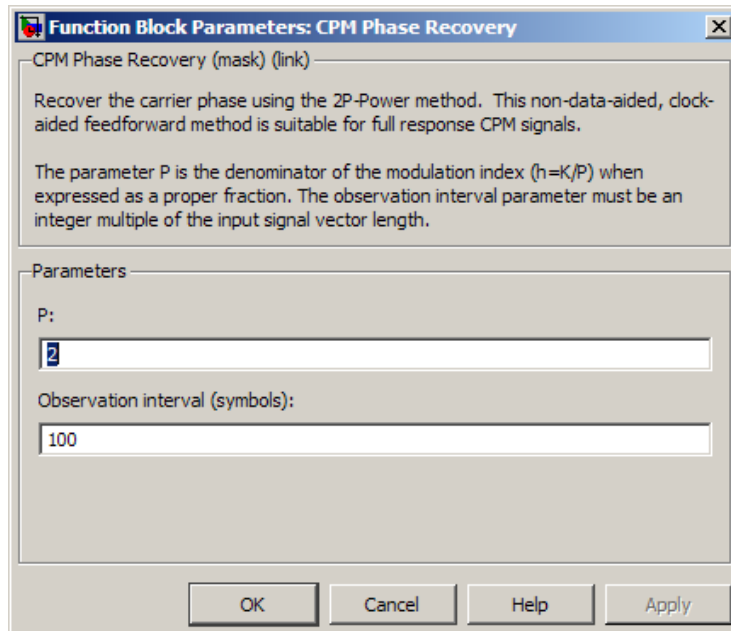 Function Block Parameters: CPM Phase Recovery
CPM Phase Recovery (mask) (link)
Recover the carrier phase using the 2P-Power method. This non-data-aided, clock-
aided feedforward method is suitable for full response CPM signals.
The parameter P is the denominator of the modulation index (h=K/P) when
expressed as a proper fraction. The observation interval parameter must be an
integer multiple of the input signal vector length.
Parameters
P:
2
Observation interval (symbols):
100
OK Cancel Help Apply